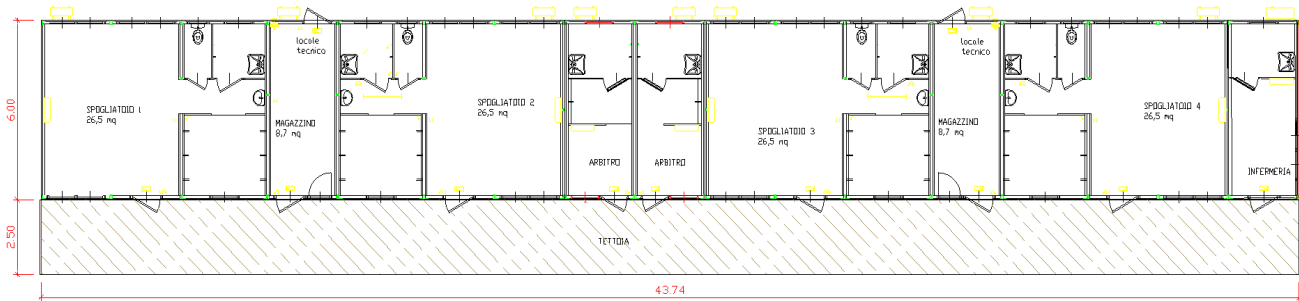 locale
tecnico
locale
tecnico
6.00
SPOGLIATOIO 1
26,5 mq
MAGAZZINO
8,7 mq
SPOGLIATOIO 2
26,5 mq
ARBITRO
ARBITRO
SPOGLIATOIO 3
26,5 mq
MAGAZZINO
8,7 mq
SPOGLIATOIO 4
26,5 mq
INFERMERIA
2.50
TETTOIA
43.74